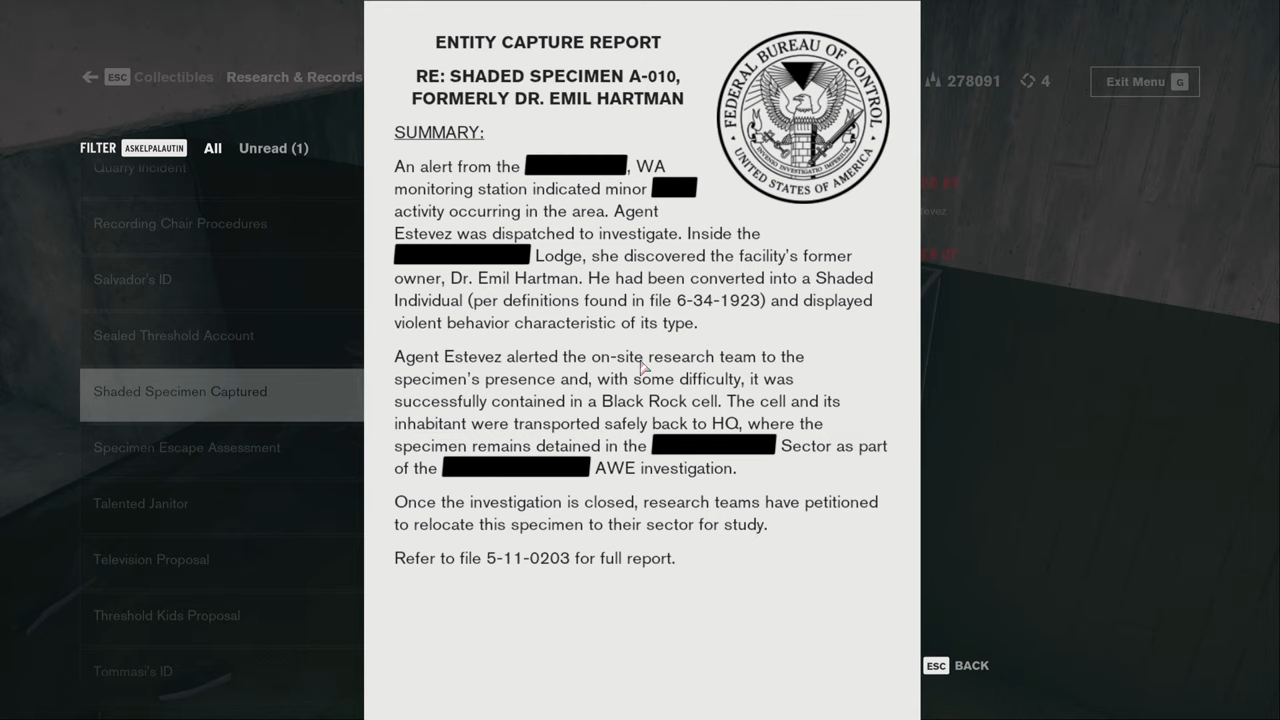 ENTITY CAPTURE REPORT
RE: SHADED SPECIMEN A-010,
FORMERLY DR. EMIL HARTMAN
SUMMARY:
An alert from the , WA
monitoring station indicated minor
activity occurring in the area. Agent
Estevez was dispatched to investigate. Inside the
Lodge, she discovered the facility's former
owner, Dr. Emil Hartman. He had been converted into a Shaded
Individual (per definitions found in file 6-34-1923) and displayed
violent behavior characteristic of its type.
Agent Estevez alerted the on-site research team to the
specimen's presence and, with some difficulty, it was
successfully contained in a Black Rock cell. The cell and its
inhabitant were transported safely back to HQ, where the
specimen remains detained in the Sector as part
of the AWE investigation.
Once the investigation is closed, research teams have petitioned
to relocate this specimen to their sector for study.
Refer to file 5-11-0203 for full report.
FEDERAL BUREAU OF CONTROL
UNITED STATES OF AMERICA
INVENIO INVESTIGATIO IMPERIUM
ESC Collectibles Research & Records
278091 4 Exit Menu G
FILTER ASKELPALAUTIN All Unread (1)
Quarry Incident
Recording Chair Procedures
Salvador's ID
Sealed Threshold Account
Shaded Specimen Captured
Specimen Escape Assessment
Talented Janitor
Television Proposal
Threshold Kids Proposal
Tommasi's ID
ESC BACK